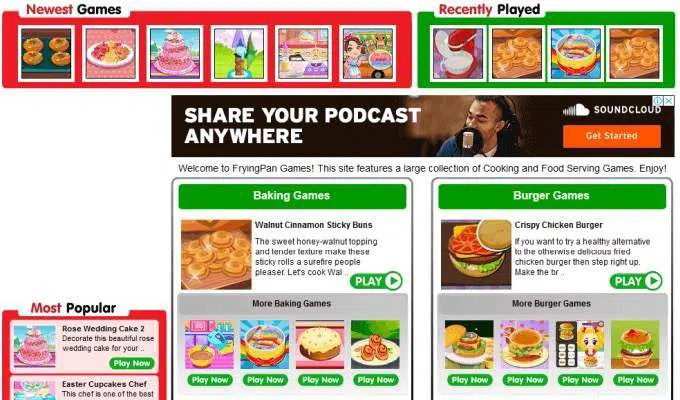 Newest Games
Recently Played
SHARE YOUR PODCAST
ANYWHERE
SOUNDCLOUD
Get Started
Welcome to FryingPan Games! This site features a large collection of Cooking and Food Serving Games. Enjoy!
Baking Games
Walnut Cinnamon Sticky Buns
The sweet honey-walnut topping
and tender texture make these
sticky rolls a surefire people
pleaser. Let's cook Wal ..
PLAY
More Baking Games
Play Now
Play Now
Play Now
Play Now
Burger Games
Crispy Chicken Burger
If you want to try a healthy alternative
to the otherwise delicious fried
chicken burger then step right up.
Make the br ..
PLAY
More Burger Games
Play Now
Play Now
Play Now
Play Now
Most Popular
Rose Wedding Cake 2
Decorate this beautiful rose
wedding cake for your ..
Play Now
Easter Cupcakes Chef
This chef is one of the best